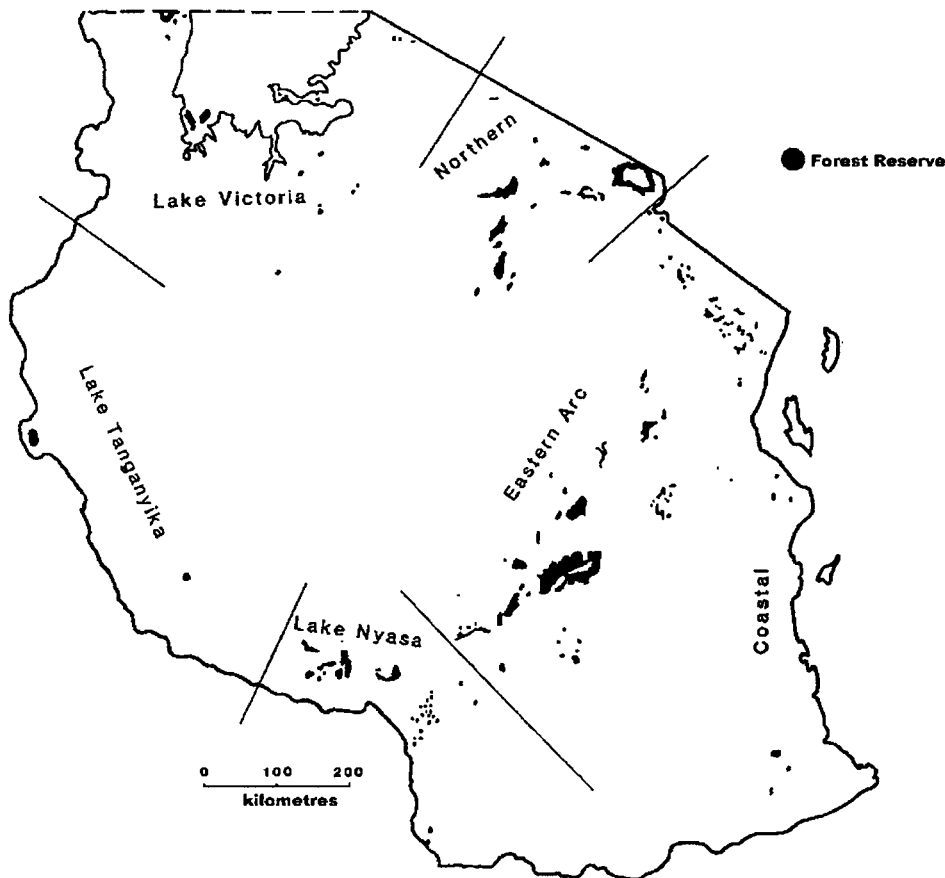 Northern
Forest Reserve
Lake Victoria
Lake Tanganyika
Eastern Arc
Coastal
Lake Nyasa
0 100 200
kilometres